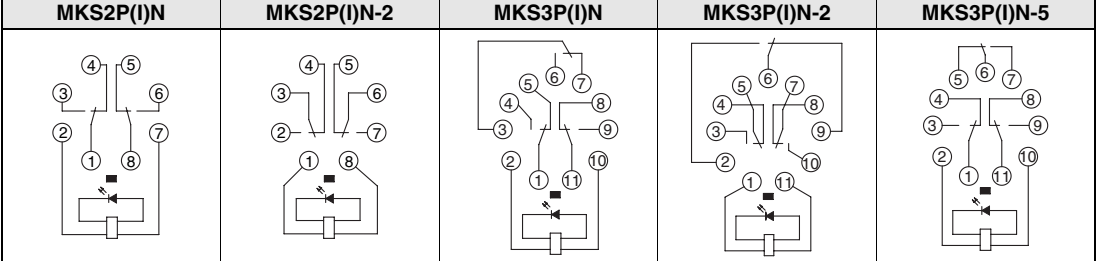 MKS2P(I)N MKS2P(I)N-2 MKS3P(I)N MKS3P(I)N-2 MKS3P(I)N-5
4 5 3 6 2 7 1 8
4 5 3 6 2 7 1 8
6 7 5 4 8 3 9 2 10 1 11
6 5 7 4 8 3 9 2 10 1 11
5 6 7 4 8 3 9 2 10 1 11